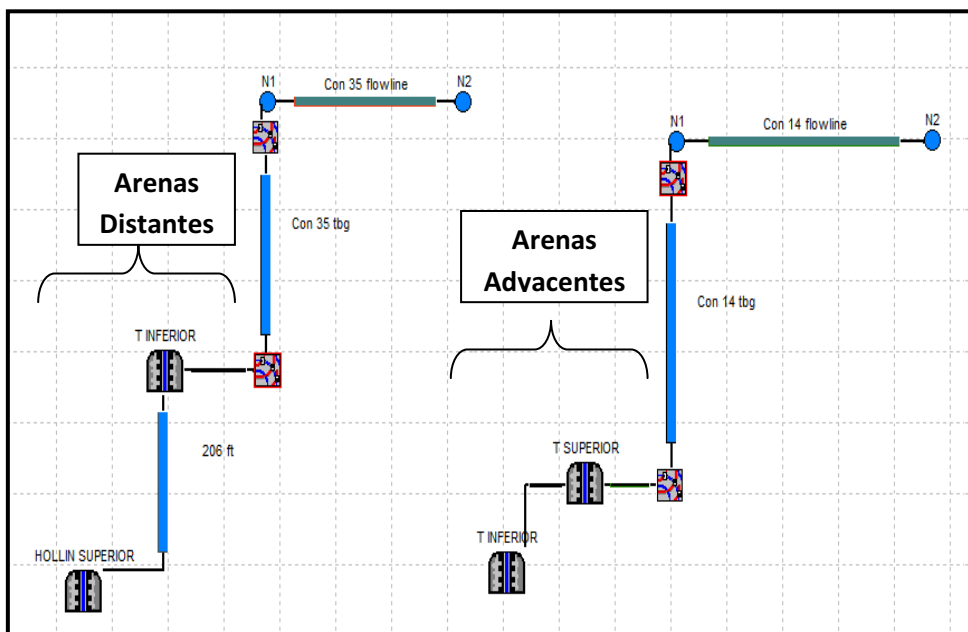 N1
Con 35 flowline
N2
Arenas
Distantes
Con 35 tbg
T INFERIOR
206 ft
HOLLIN SUPERIOR
N1
Con 14 flowline
N2
Arenas
Advacentes
Con 14 tbg
T SUPERIOR
T INFERIOR